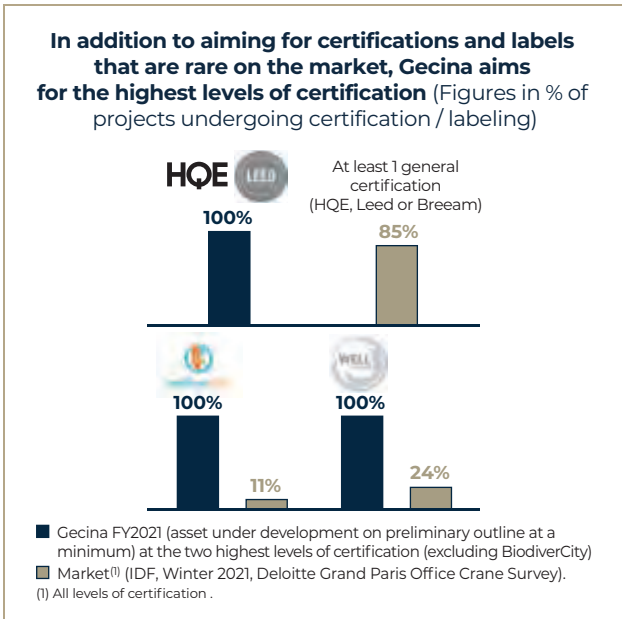 In addition to aiming for certifications and labels
that are rare on the market, Gecina aims
for the highest levels of certification (Figures in % of
projects undergoing certification / labeling)
HQE LEED
At least 1 general
certification
(HQE, Leed or Breeam)
100%
85%
WELL
100%
100%
11%
24%
Gecina FY2021 (asset under development on preliminary outline at a
minimum) at the two highest levels of certification (excluding BiodiverCity)
Market(1) (IDF, Winter 2021, Deloitte Grand Paris Office Crane Survey).
(1) All levels of certification .